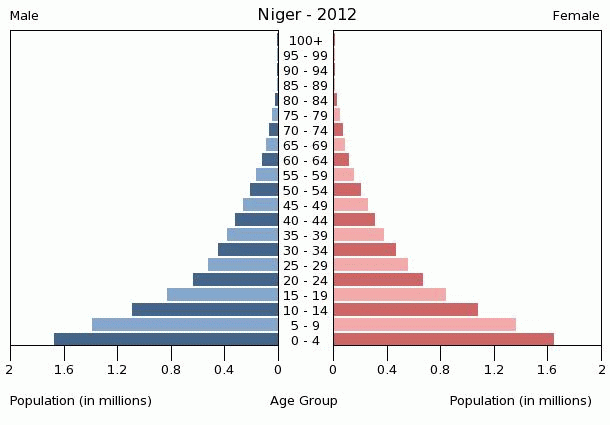 Male Niger - 2012 Female
100+
95 - 99
90 - 94
85 - 89
80 - 84
75 - 79
70 - 74
65 - 69
60 - 64
55 - 59
50 - 54
45 - 49
40 - 44
35 - 39
30 - 34
25 - 29
20 - 24
15 - 19
10 - 14
5 - 9
0 - 4
2 1.6 1.2 0.8 0.4 0 0 0.4 0.8 1.2 1.6 2
Population (in millions) Age Group Population (in millions)